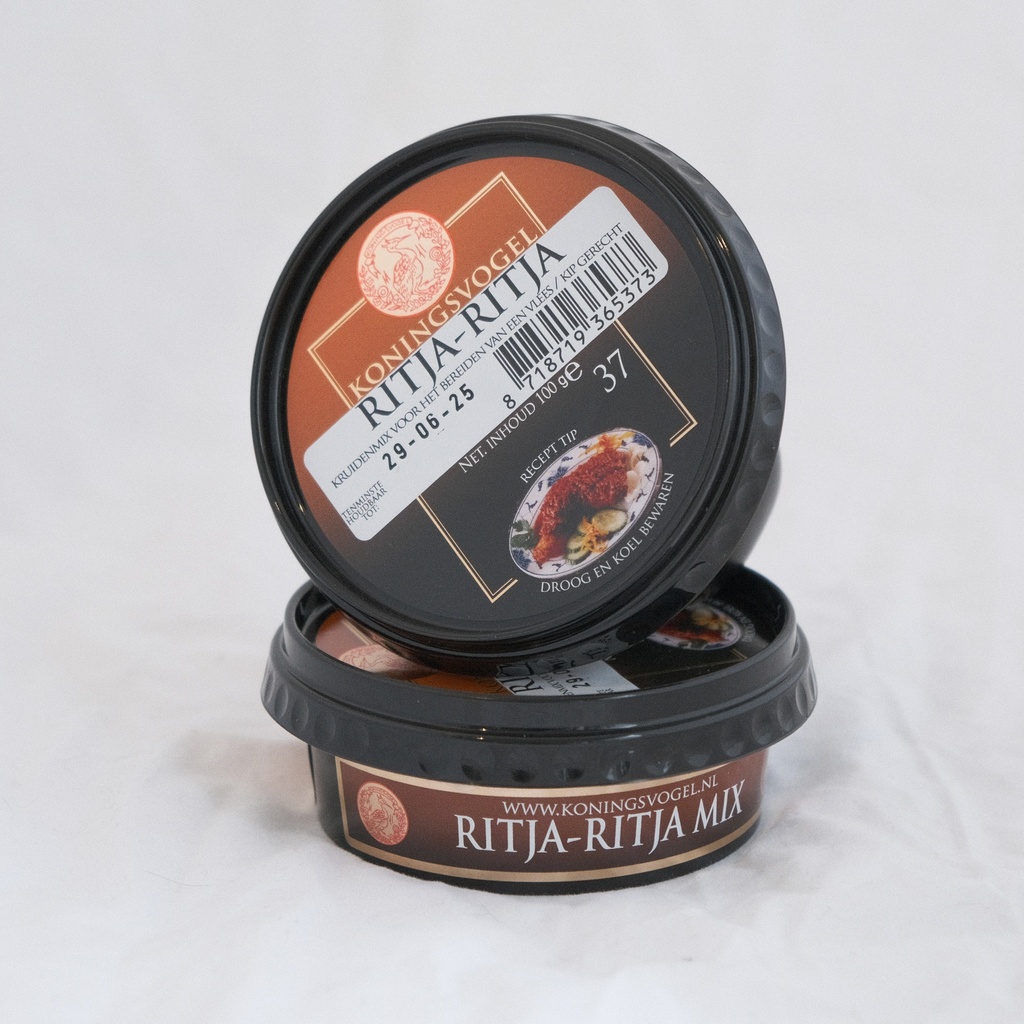 KONINGSVOGEL
RITJA-RITJA
KRUIDENMIX VOOR HET BEREIDEN VAN EEN VLEES / KIP GERECHT
TENMINSTE
HOUDBAAR
TOT:
29-06-25
8 718719 365373
NET. INHOUD 100 g e
37
RECEPT TIP
DROOG EN KOEL BEWAREN
WWW.KONINGSVOGEL.NL
RITJA-RITJA MIX